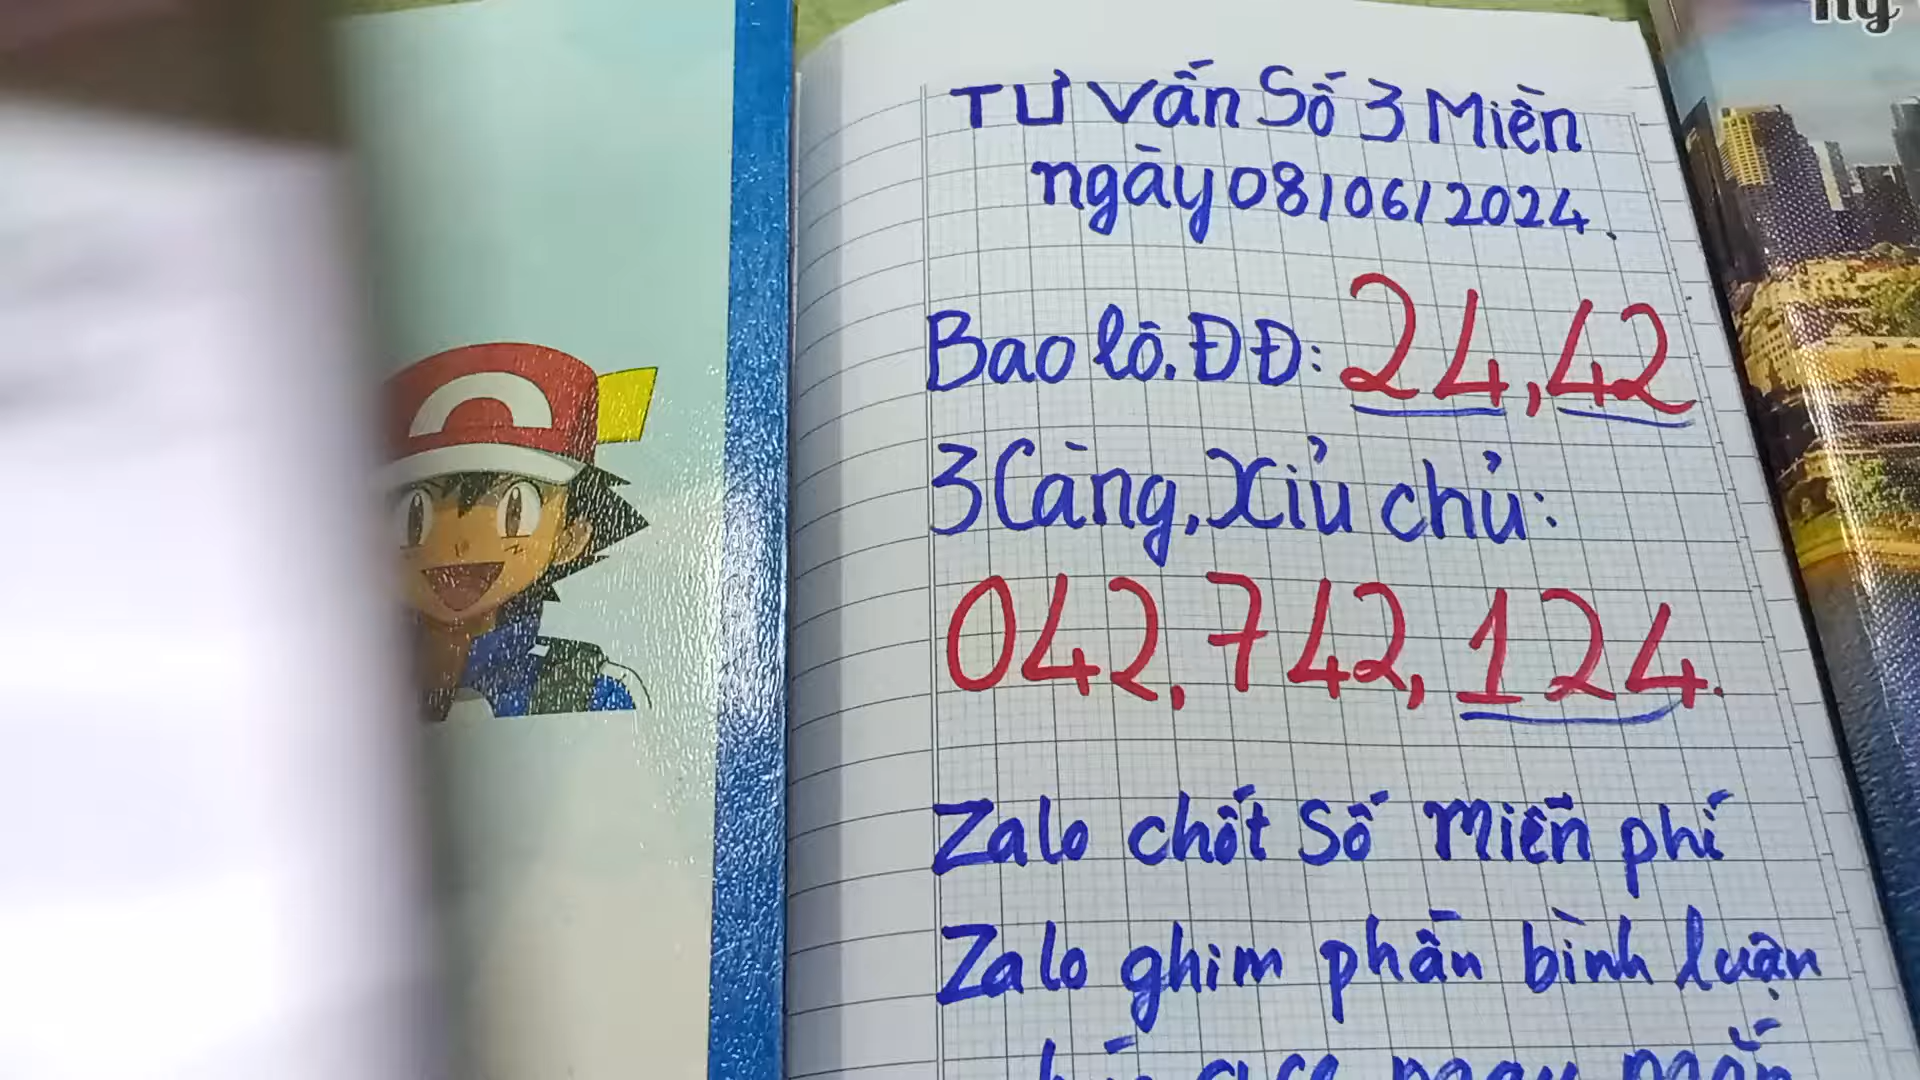 Tư vấn Số 3 Miền
ngày 08/06/2024.
Bao lô. ĐĐ: 24, 42
3 Càng, Xỉu chủ:
042, 742, 124.
Zalo chốt Số Miễn phí
Zalo ghim phần bình luận